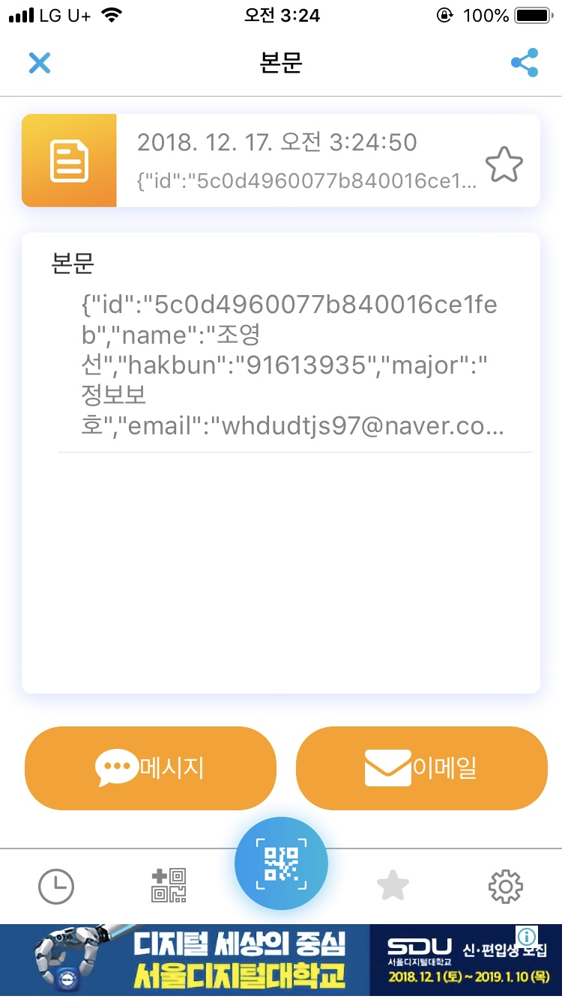 LG U+ 오전 3:24 100%
본문
2018. 12. 17. 오전 3:24:50
{"id":"5c0d4960077b840016ce1...
본문
{"id":"5c0d4960077b840016ce1fe
b","name":"조영
선","hakbun":"91613935","major":"
정보보
호","email":"whdudtjs97@naver.co...
메시지 이메일
디지털 세상의 중심
서울디지털대학교
SDU 신·편입생 모집
서울디지털대학교
2018. 12. 1 (토) ~ 2019. 1. 10 (목)